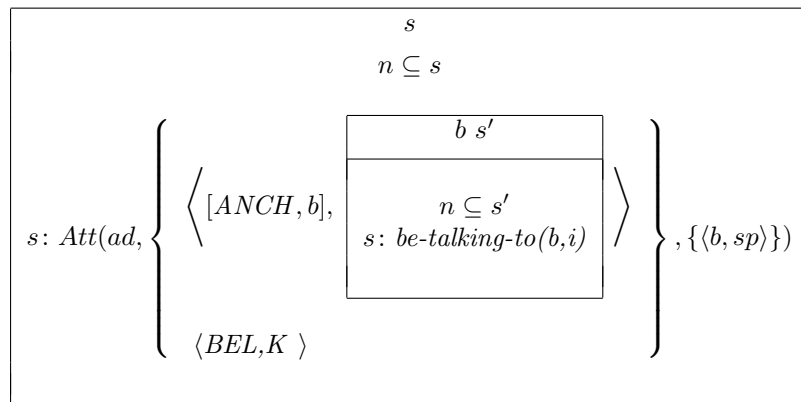 s
n ⊆ s
b s′
⟨[ANCH, b], n ⊆ s′ ⟩
s: Att(ad, { s: be-talking-to(b,i) } , {⟨b, sp⟩})
⟨BEL,K ⟩